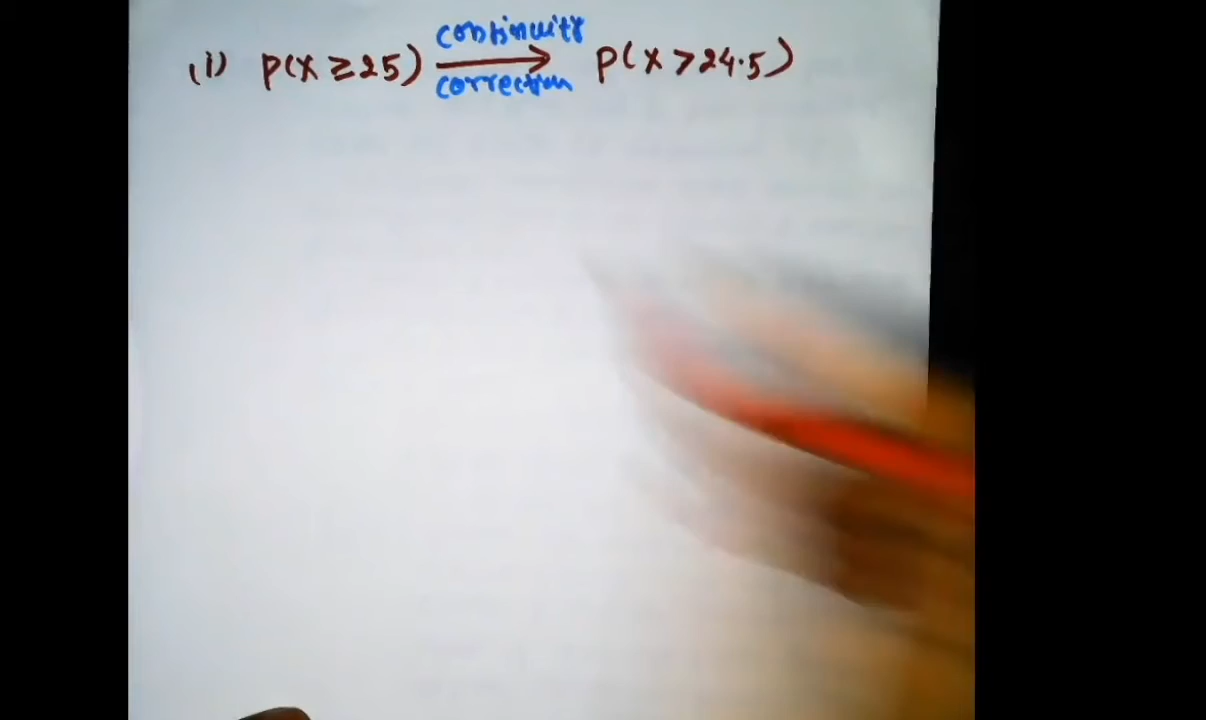 (i) P(X ≥ 25) continuity correction → P(X > 24.5)